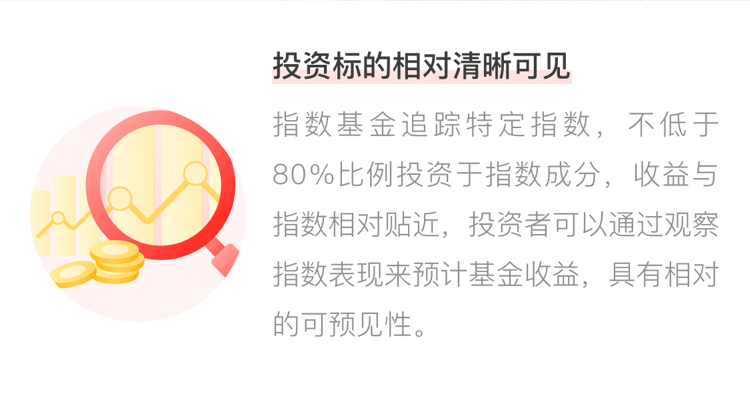 投资标的相对清晰可见
指数基金追踪特定指数，不低于
80%比例投资于指数成分，收益与
指数相对贴近，投资者可以通过观察
指数表现来预计基金收益，具有相对
的可预见性。